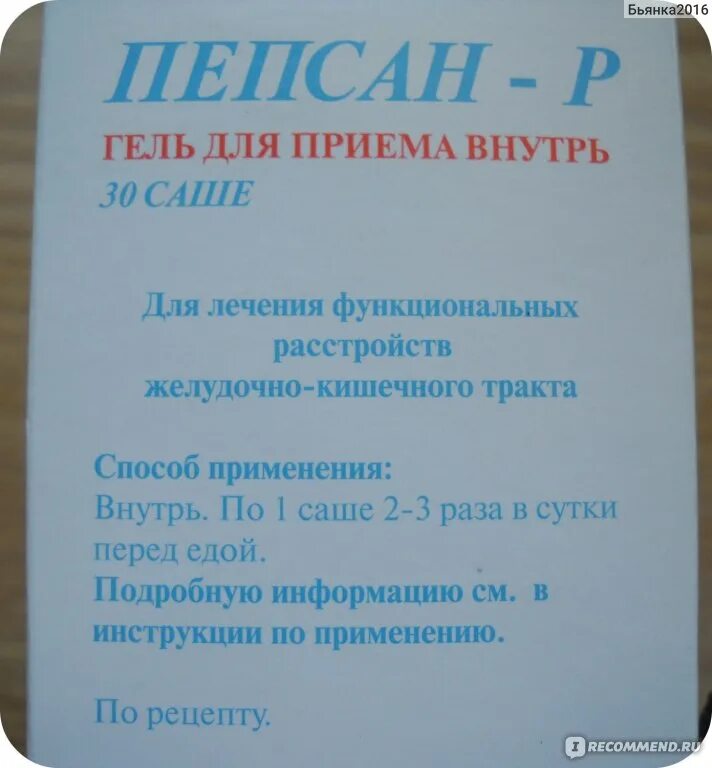 Бьянка2016
ПЕПСАН - Р
ГЕЛЬ ДЛЯ ПРИЕМА ВНУТРЬ
30 САШЕ
Для лечения функциональных
расстройств
желудочно-кишечного тракта
Способ применения:
Внутрь. По 1 саше 2-3 раза в сутки
перед едой.
Подробную информацию см. в
инструкции по применению.
По рецепту.
IRECOMMEND.RU